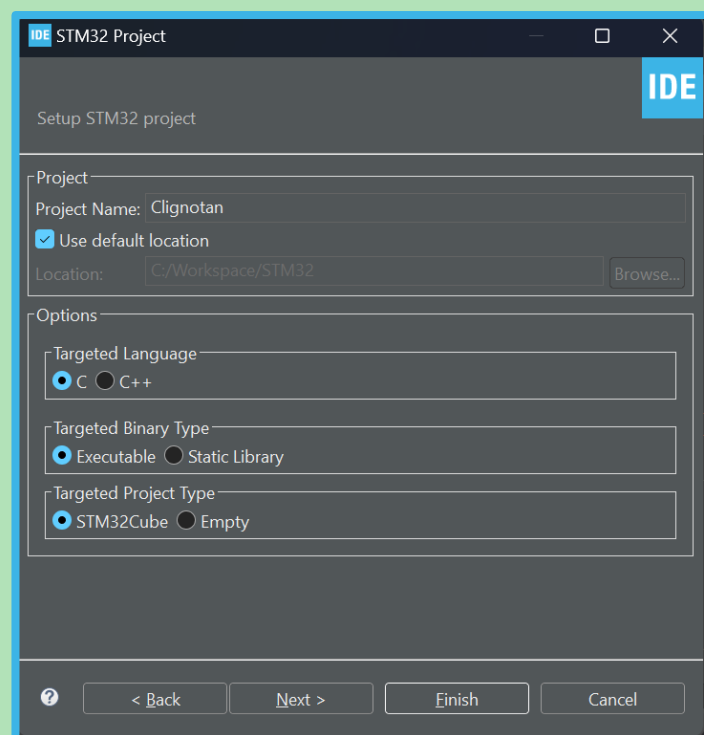 IDE STM32 Project
IDE
Setup STM32 project
Project
Project Name: Clignotan
Use default location
Location: C:/Workspace/STM32 Browse...
Options
Targeted Language
C C++
Targeted Binary Type
Executable Static Library
Targeted Project Type
STM32Cube Empty
? < Back Next > Finish Cancel